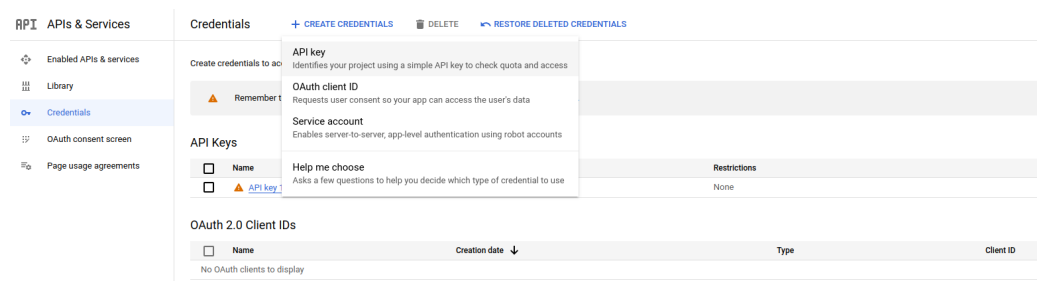 API APIs & Services
Credentials + CREATE CREDENTIALS DELETE RESTORE DELETED CREDENTIALS
Enabled APIs & services
Library
Credentials
OAuth consent screen
Page usage agreements
Create credentials to ac
Remember t
API key
Identifies your project using a simple API key to check quota and access
OAuth client ID
Requests user consent so your app can access the user's data
Service account
Enables server-to-server, app-level authentication using robot accounts
Help me choose
Asks a few questions to help you decide which type of credential to use
API Keys
Name Restrictions
API key 1 None
OAuth 2.0 Client IDs
Name Creation date Type Client ID
No OAuth clients to display